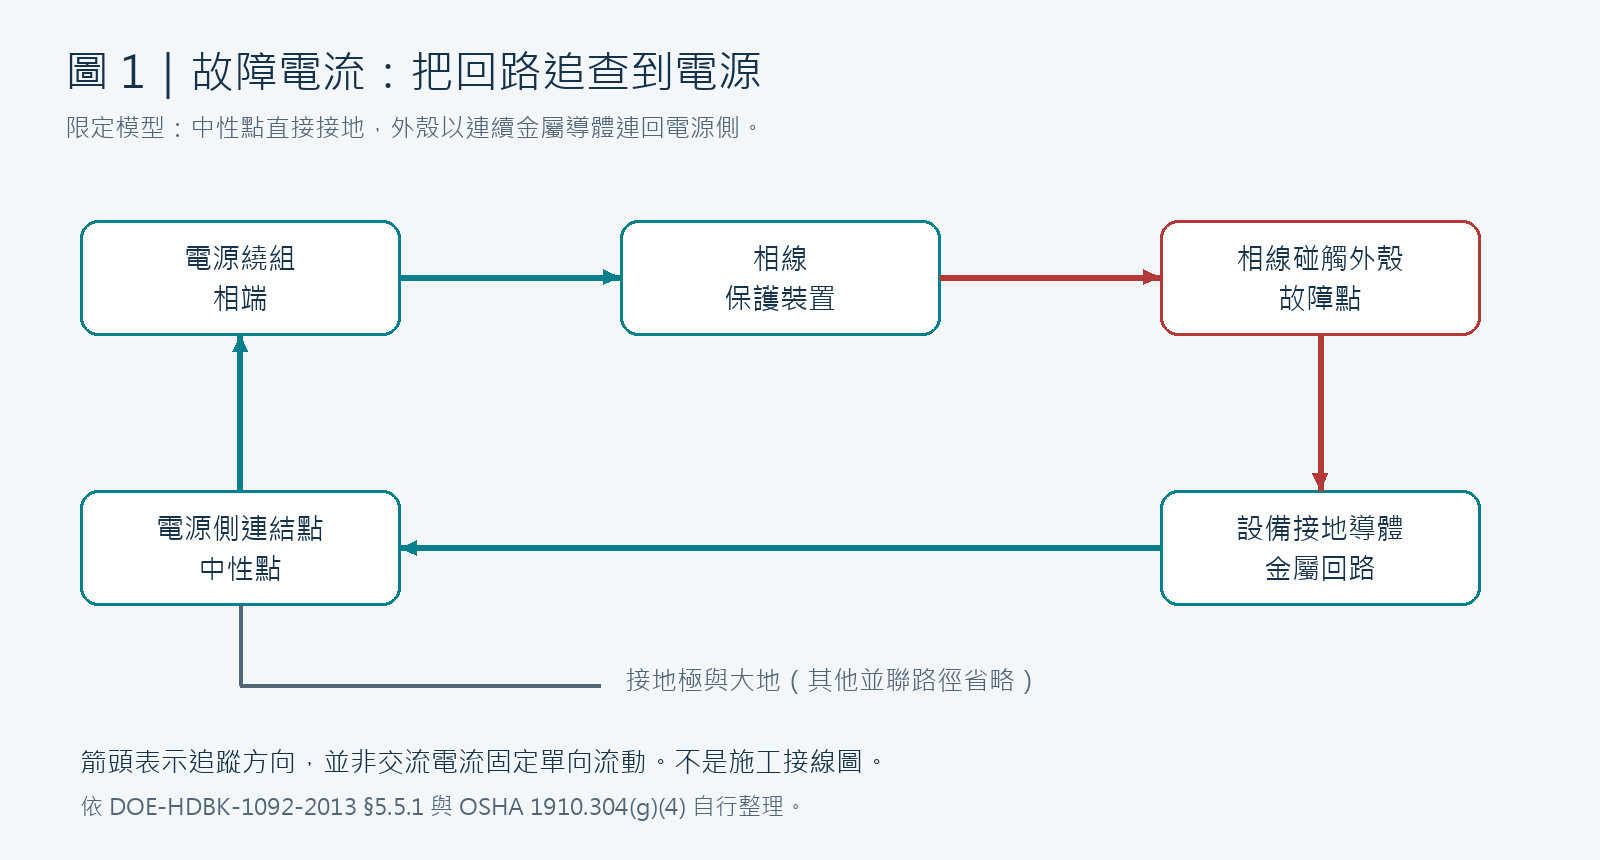 圖 1｜故障電流：把回路追查到電源
限定模型：中性點直接接地，外殼以連續金屬導體連回電源側。
電源繞組
相端
相線
保護裝置
相線碰觸外殼
故障點
電源側連結點
中性點
設備接地導體
金屬回路
接地極與大地（其他並聯路徑省略）
箭頭表示追蹤方向，並非交流電流固定單向流動。不是施工接線圖。
依 DOE-HDBK-1092-2013 §5.5.1 與 OSHA 1910.304(g)(4) 自行整理。